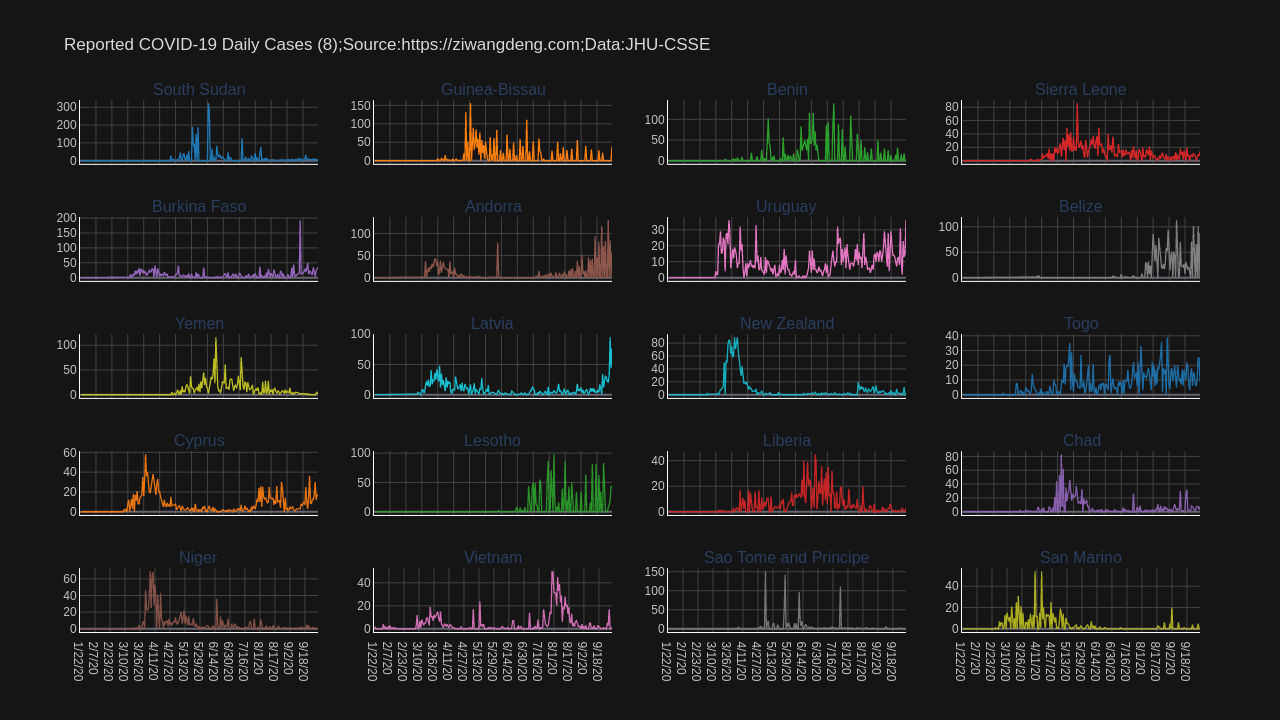 Reported COVID-19 Daily Cases (8);Source:https://ziwangdeng.com;Data:JHU-CSSE
South Sudan Guinea-Bissau Benin Sierra Leone
300 200 100 0
150 100 50 0
100 50 0
80 60 40 20 0
Burkina Faso Andorra Uruguay Belize
200 150 100 50 0
100 50 0
30 20 10 0
100 50 0
Yemen Latvia New Zealand Togo
100 50 0
100 50 0
80 60 40 20 0
40 30 20 10 0
Cyprus Lesotho Liberia Chad
60 40 20 0
100 50 0
40 20 0
80 60 40 20 0
Niger Vietnam Sao Tome and Principe San Marino
60 40 20 0
40 20 0
150 100 50 0
40 20 0
1/22/20 2/7/20 2/23/20 3/10/20 3/26/20 4/11/20 4/27/20 5/13/20 5/29/20 6/14/20 6/30/20 7/16/20 8/1/20 8/17/20 9/2/20 9/18/20
1/22/20 2/7/20 2/23/20 3/10/20 3/26/20 4/11/20 4/27/20 5/13/20 5/29/20 6/14/20 6/30/20 7/16/20 8/1/20 8/17/20 9/2/20 9/18/20
1/22/20 2/7/20 2/23/20 3/10/20 3/26/20 4/11/20 4/27/20 5/13/20 5/29/20 6/14/20 6/30/20 7/16/20 8/1/20 8/17/20 9/2/20 9/18/20
1/22/20 2/7/20 2/23/20 3/10/20 3/26/20 4/11/20 4/27/20 5/13/20 5/29/20 6/14/20 6/30/20 7/16/20 8/1/20 8/17/20 9/2/20 9/18/20